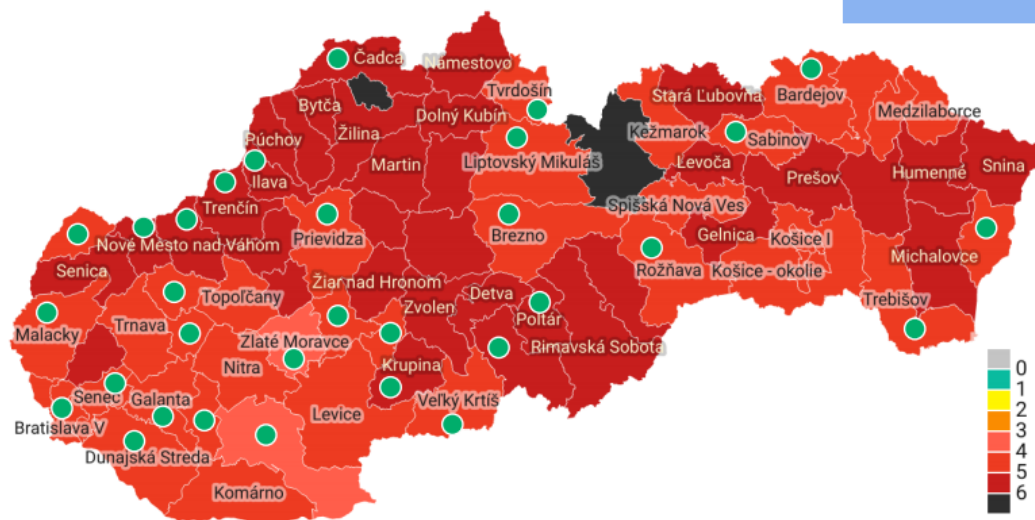 Čadca
Námestovo
Tvrdošín
Bytča
Dolný Kubín
Stará Ľubovňa
Bardejov
Medzilaborce
Púchov
Žilina
Kežmarok
Sabinov
Martin
Liptovský Mikuláš
Levoča
Ilava
Prešov
Humenné
Snina
Trenčín
Spišská Nová Ves
Prievidza
Brezno
Gelnica
Košice I
Nové Mesto nad Váhom
Michalovce
Senica
Rožňava
Košice - okolie
Topoľčany
Žiar nad Hronom
Detva
Zvolen
Trebišov
Malacky
Trnava
Poltár
Zlaté Moravce
Rimavská Sobota
Nitra
Krupina
Senec
Galanta
Veľký Krtíš
Levice
Bratislava V
Dunajská Streda
Komárno
0
1
2
3
4
5
6